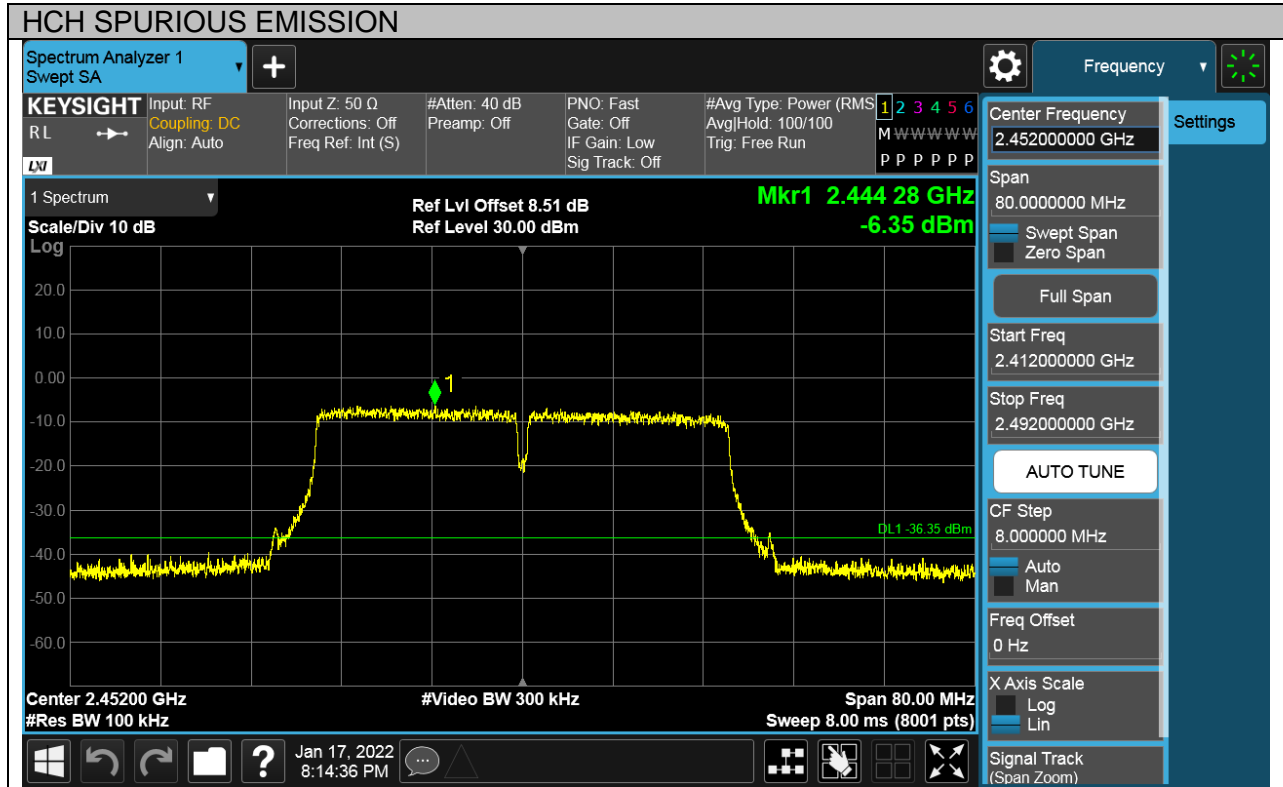 HCH SPURIOUS EMISSION
Spectrum Analyzer 1
Swept SA
Frequency
KEYSIGHT
RL
LXI
Input: RF
Coupling: DC
Align: Auto
Input Z: 50 Ω
Corrections: Off
Freq Ref: Int (S)
#Atten: 40 dB
Preamp: Off
PNO: Fast
Gate: Off
IF Gain: Low
Sig Track: Off
#Avg Type: Power (RMS
Avg|Hold: 100/100
Trig: Free Run
1 2 3 4 5 6
M W W W W W
P P P P P P
1 Spectrum
Scale/Div 10 dB
Ref Lvl Offset 8.51 dB
Ref Level 30.00 dBm
Mkr1 2.444 28 GHz
-6.35 dBm
Log
20.0
10.0
0.00
-10.0
-20.0
-30.0
-40.0
-50.0
-60.0
1
DL1 -36.35 dBm
Center 2.45200 GHz
#Res BW 100 kHz
#Video BW 300 kHz
Span 80.00 MHz
Sweep 8.00 ms (8001 pts)
Center Frequency
2.452000000 GHz
Settings
Span
80.0000000 MHz
Swept Span
Zero Span
Full Span
Start Freq
2.412000000 GHz
Stop Freq
2.492000000 GHz
AUTO TUNE
CF Step
8.000000 MHz
Auto
Man
Freq Offset
0 Hz
X Axis Scale
Log
Lin
Signal Track
(Span Zoom)
?
Jan 17, 2022
8:14:36 PM